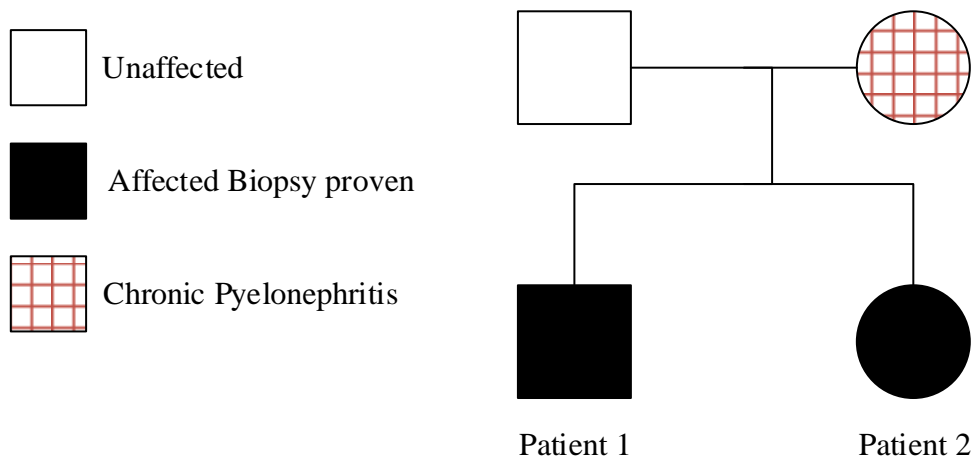 Unaffected
Affected Biopsy proven
Chronic Pyelonephritis
Patient 1
Patient 2